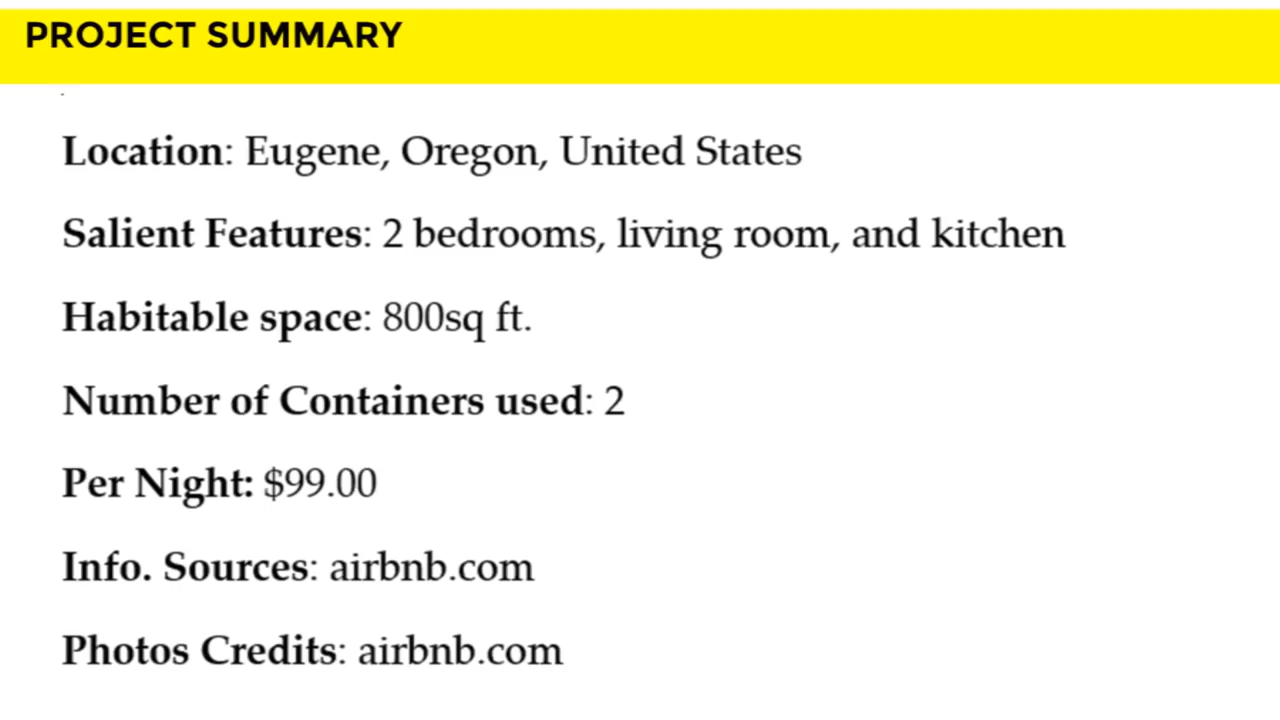 PROJECT SUMMARY
Location: Eugene, Oregon, United States
Salient Features: 2 bedrooms, living room, and kitchen
Habitable space: 800sq ft.
Number of Containers used: 2
Per Night: $99.00
Info. Sources: airbnb.com
Photos Credits: airbnb.com